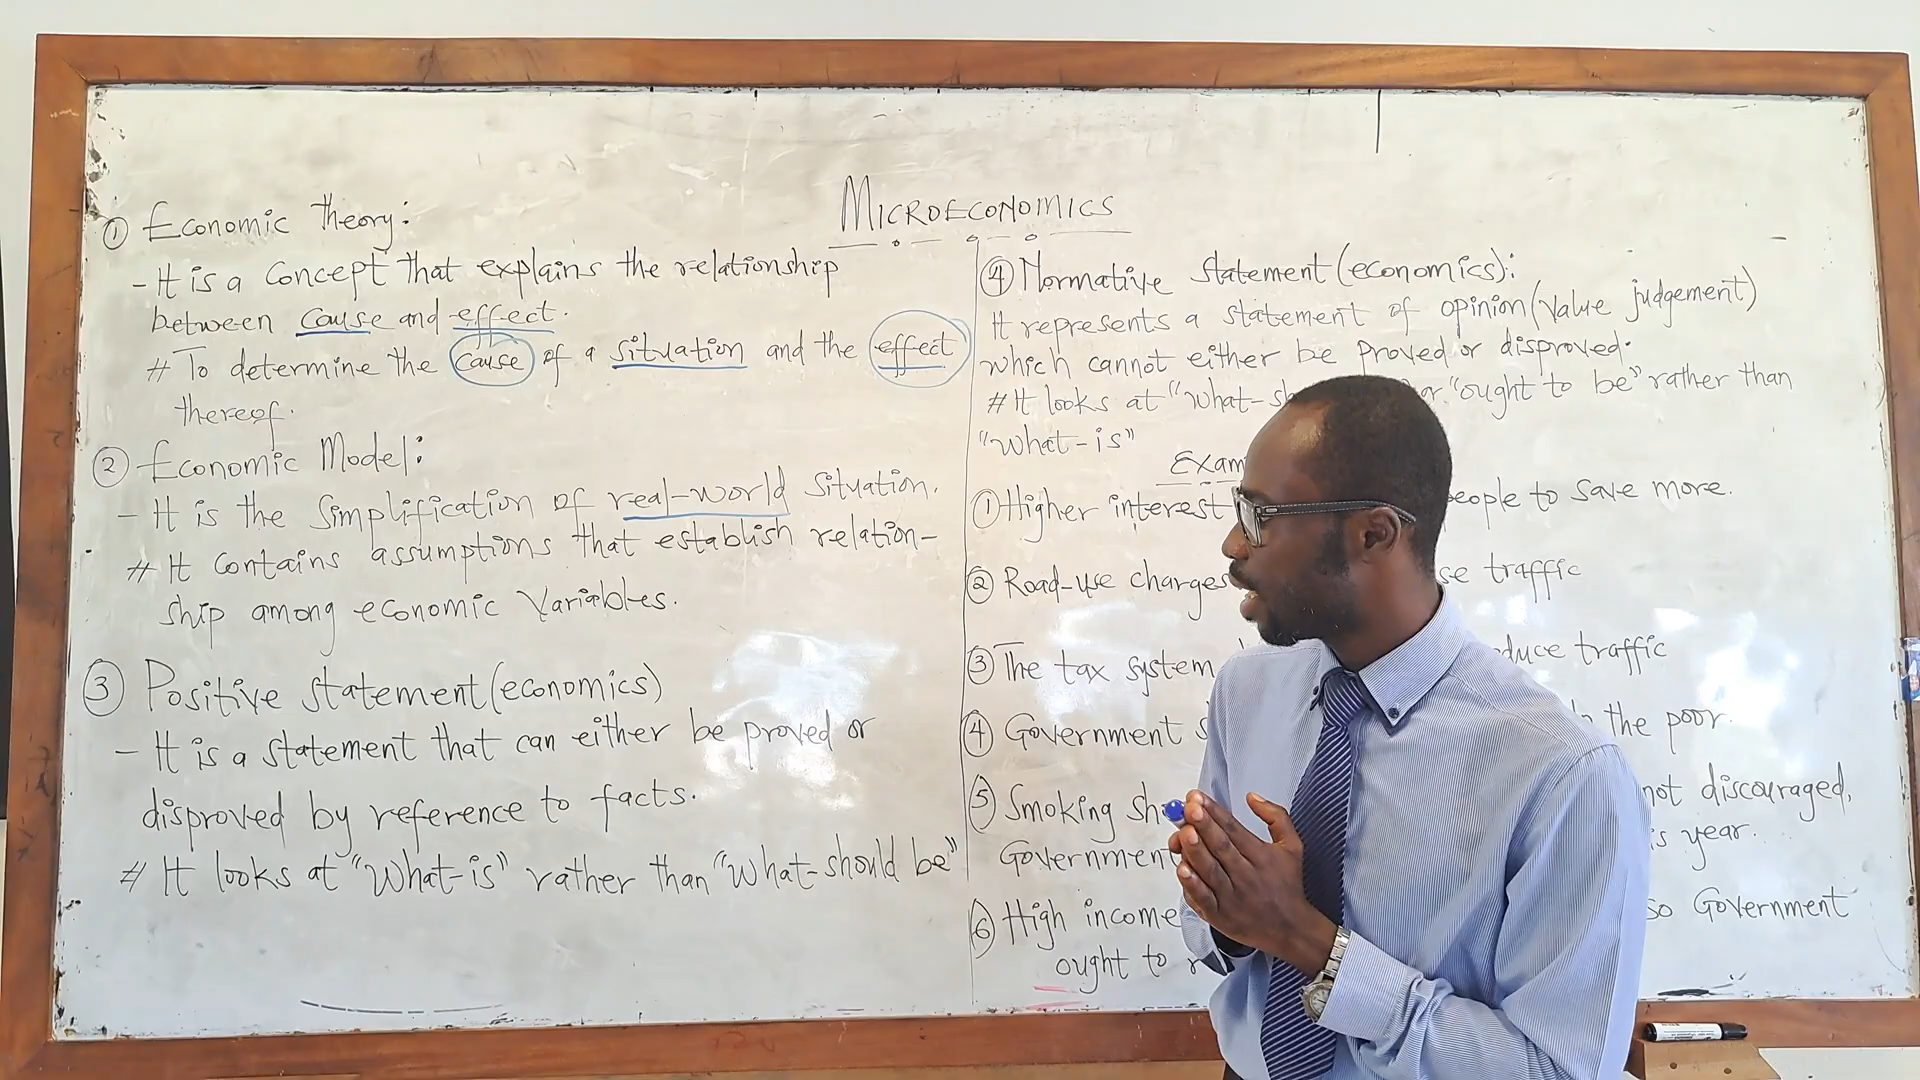 MICROECONOMICS
① Economic Theory:
- It is a concept that explains the relationship
between cause and effect.
# To determine the cause of a situation and the effect
thereof.
② Economic Model:
- It is the simplification of real-world situation.
# It contains assumptions that establish relation-
ship among economic variables.
③ Positive statement (economics)
- It is a statement that can either be proved or
disproved by reference to facts.
# It looks at "What-is" rather than "what-should be"
④ Normative statement (economics):
It represents a statement of opinion (value judgement)
which cannot either be proved or disproved.
# It looks at "what- "ought to be" rather than
"what-is"
① Higher interest people to save more.
② Road-use charges traffic
③ The tax system traffic
④ Government the poor.
⑤ Smoking not discouraged,
Government year.
⑥ High income so Government
ought to